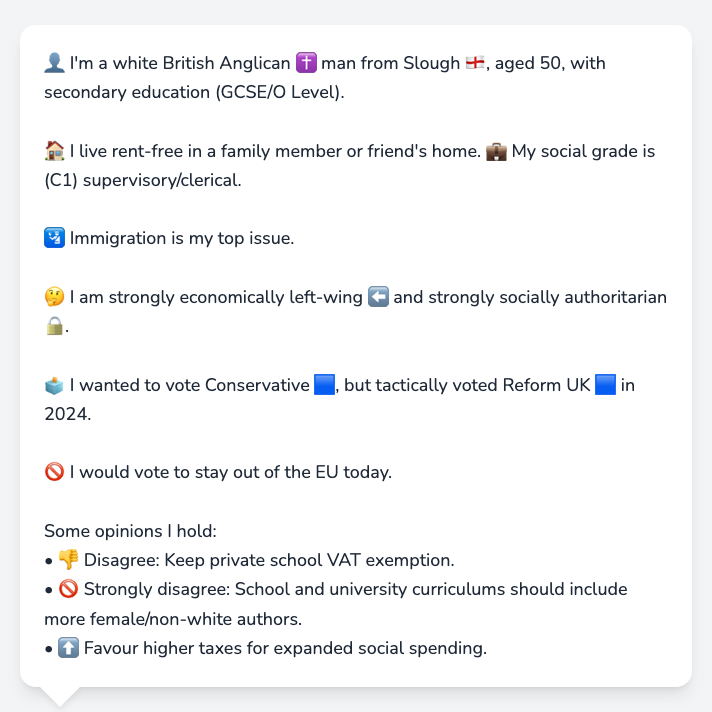 👤 I'm a white British Anglican ✝️ man from Slough 🏴󠁧󠁢󠁥󠁮󠁧󠁿, aged 50, with
secondary education (GCSE/O Level).
🏠 I live rent-free in a family member or friend's home. 💼 My social grade is
(C1) supervisory/clerical.
🛂 Immigration is my top issue.
🤔 I am strongly economically left-wing ⬅️ and strongly socially authoritarian
🔒.
🗳️ I wanted to vote Conservative 🟦, but tactically voted Reform UK 🟦 in
2024.
🚫 I would vote to stay out of the EU today.
Some opinions I hold:
• 👎 Disagree: Keep private school VAT exemption.
• 🚫 Strongly disagree: School and university curriculums should include
more female/non-white authors.
• ⬆️ Favour higher taxes for expanded social spending.